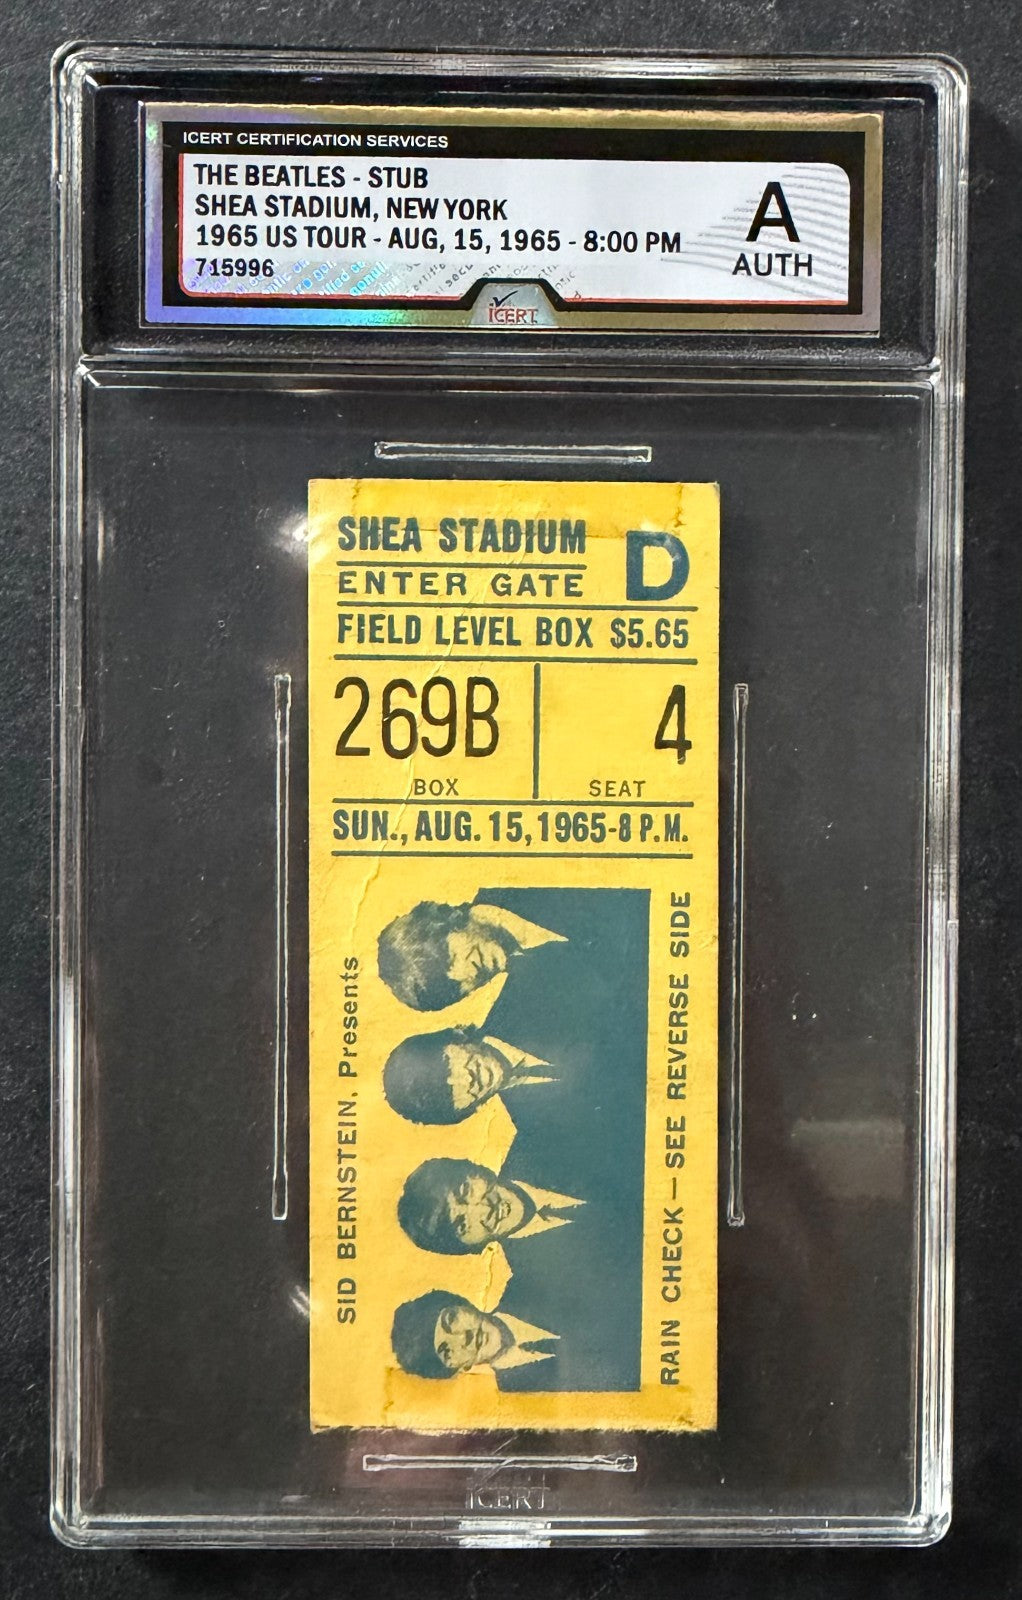 ICERT CERTIFICATION SERVICES
THE BEATLES - STUB
SHEA STADIUM, NEW YORK
1965 US TOUR - AUG, 15, 1965 - 8:00 PM
715996
A
AUTH
ICERT
SHEA STADIUM
ENTER GATE
D
FIELD LEVEL BOX $5.65
269B
4
BOX
SEAT
SUN., AUG. 15, 1965-8 P.M.
SID BERNSTEIN, Presents
RAIN CHECK — SEE REVERSE SIDE
ICERT